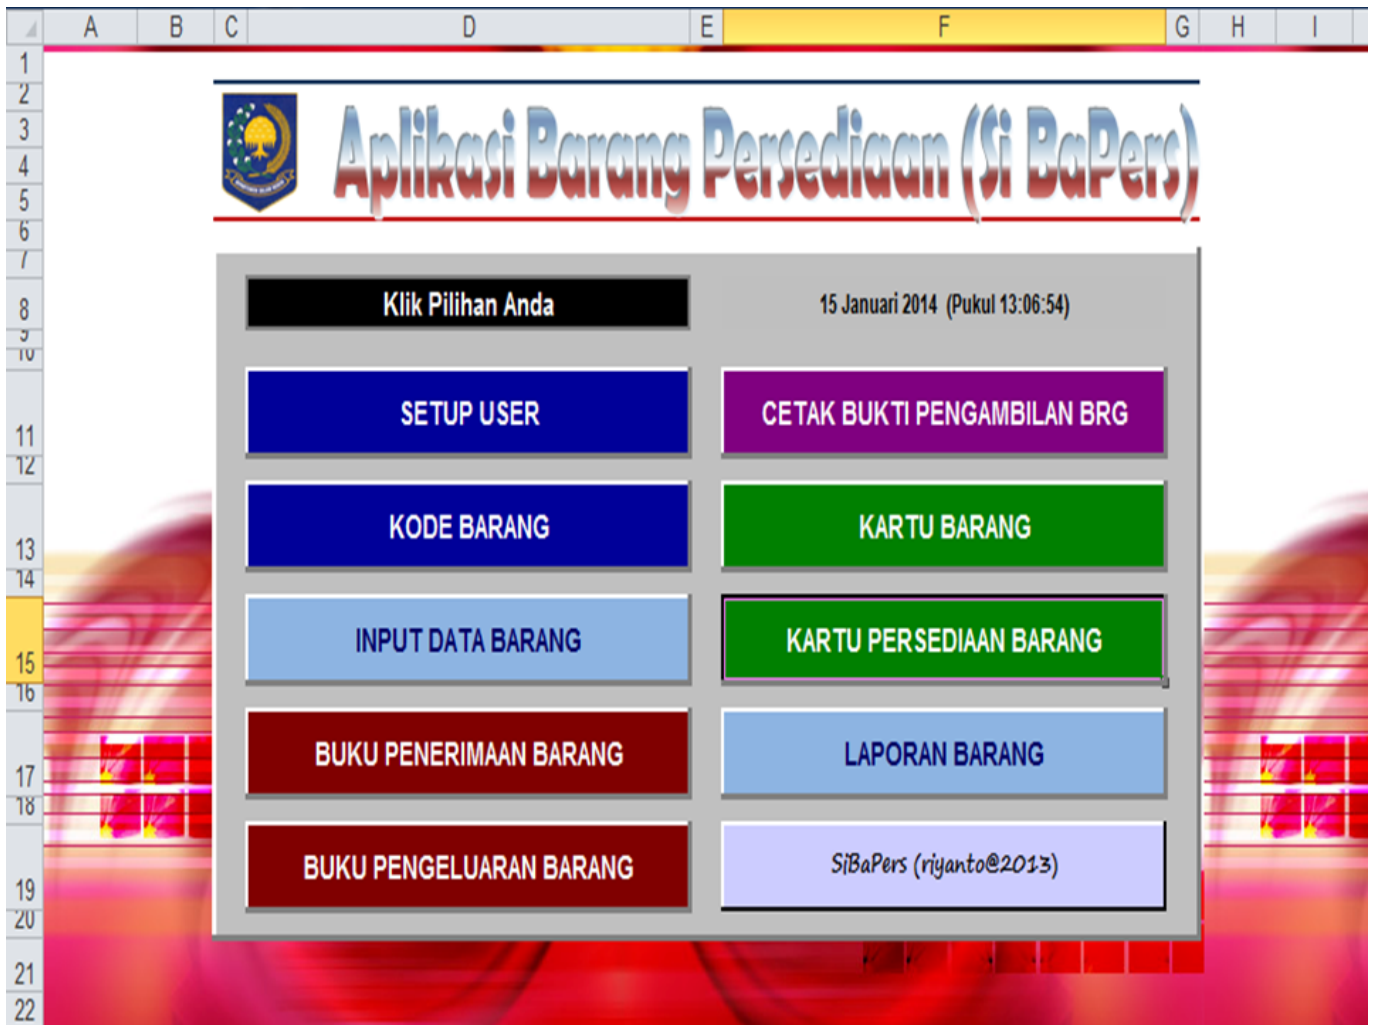 A B C D E F G H I
1
2
3
4
5
6
7
8
9
10
11
12
13
14
15
16
17
18
19
20
21
22
Aplikasi Barang Persediaan (Si BaPers)
Klik Pilihan Anda
15 Januari 2014 (Pukul 13:06:54)
SETUP USER
CETAK BUKTI PENGAMBILAN BRG
KODE BARANG
KARTU BARANG
INPUT DATA BARANG
KARTU PERSEDIAAN BARANG
BUKU PENERIMAAN BARANG
LAPORAN BARANG
BUKU PENGELUARAN BARANG
SiBaPers (riyanto@2013)